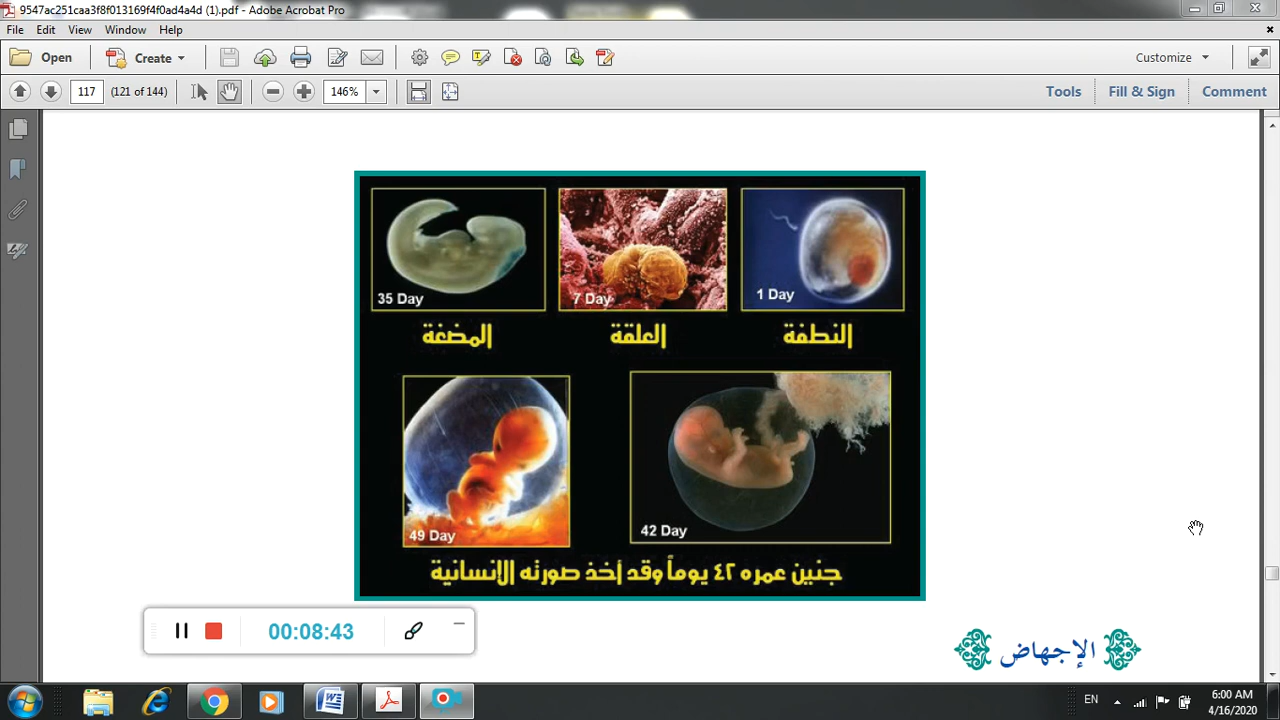 9547ac251caa3f8f013169f4f0ad4a4d (1).pdf - Adobe Acrobat Pro
File Edit View Window Help
Open Create Customize
117 (121 of 144) 146% Tools Fill & Sign Comment
35 Day 7 Day 1 Day
النطفة العلقة المضغة
49 Day 42 Day
جنين عمره ٤٢ يوماً وقد أخذ صورته الإنسانية
00:08:43
الإجهاض
EN 6:00 AM
4/16/2020